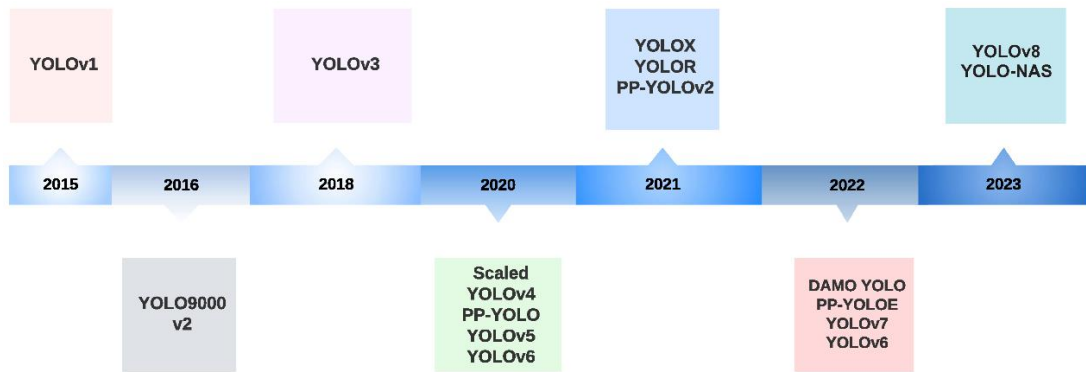 YOLOv1
YOLOv3
YOLOX
YOLOR
PP-YOLOv2
YOLOv8
YOLO-NAS
2015
2016
2018
2020
2021
2022
2023
YOLO9000
v2
Scaled
YOLOv4
PP-YOLO
YOLOv5
YOLOv6
DAMO YOLO
PP-YOLOE
YOLOv7
YOLOv6